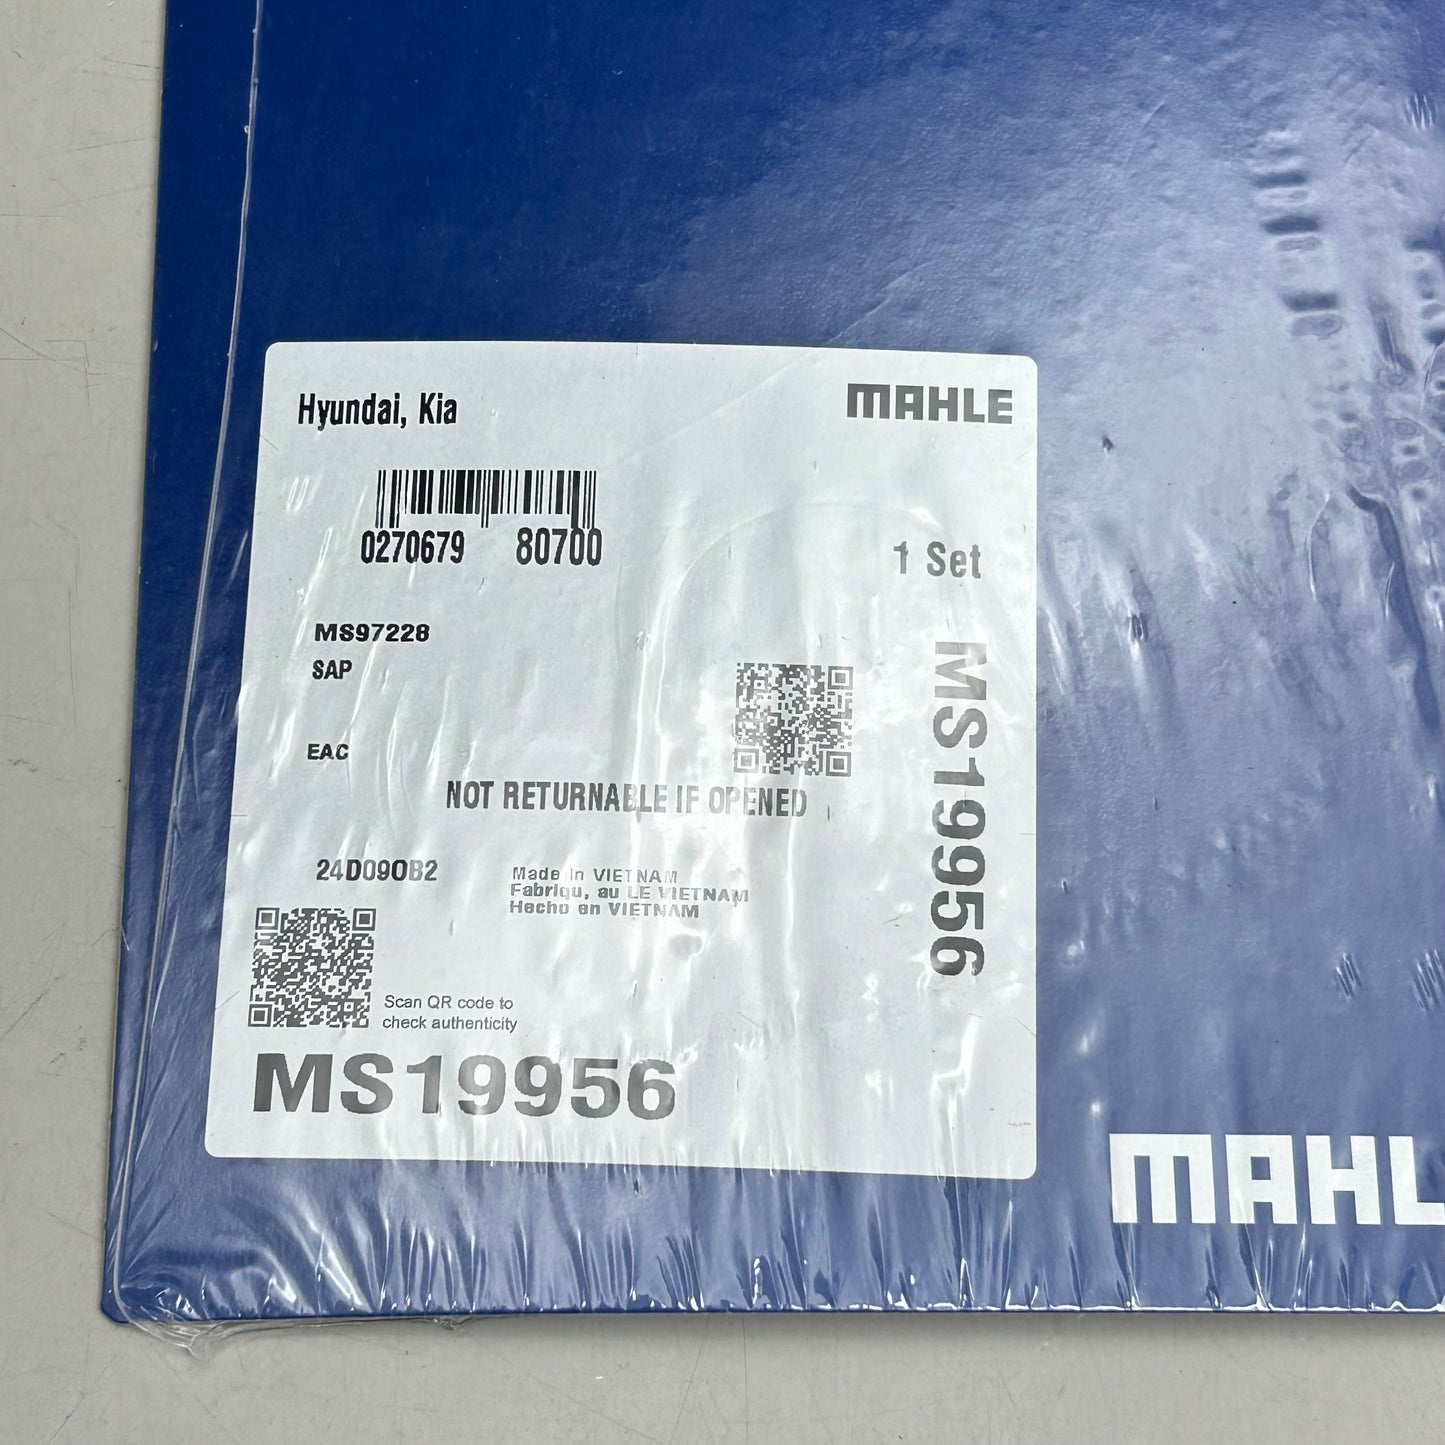 Hyundai, Kia
MAHLE
0270679 80700
1 Set
MS97228
SAP
EAC
NOT RETURNABLE IF OPENED
MS19956
24D09OB2
Made in VIETNAM
Fabriqu, au LE VIETNAM
Hecho en VIETNAM
Scan QR code to
check authenticity
MS19956
MAHL